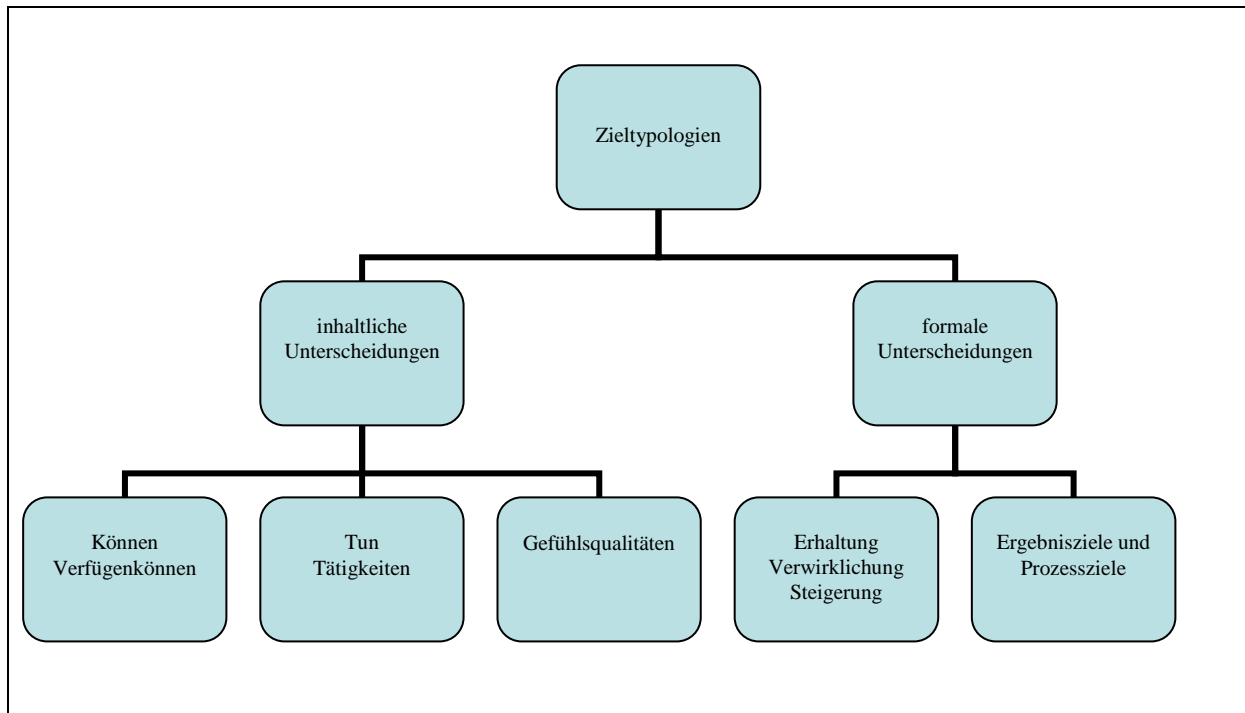 Zieltypologien
inhaltliche
Unterscheidungen
formale
Unterscheidungen
Können
Verfügenkönnen
Tun
Tätigkeiten
Gefühlsqualitäten
Erhaltung
Verwirklichung
Steigerung
Ergebnisziele und
Prozessziele